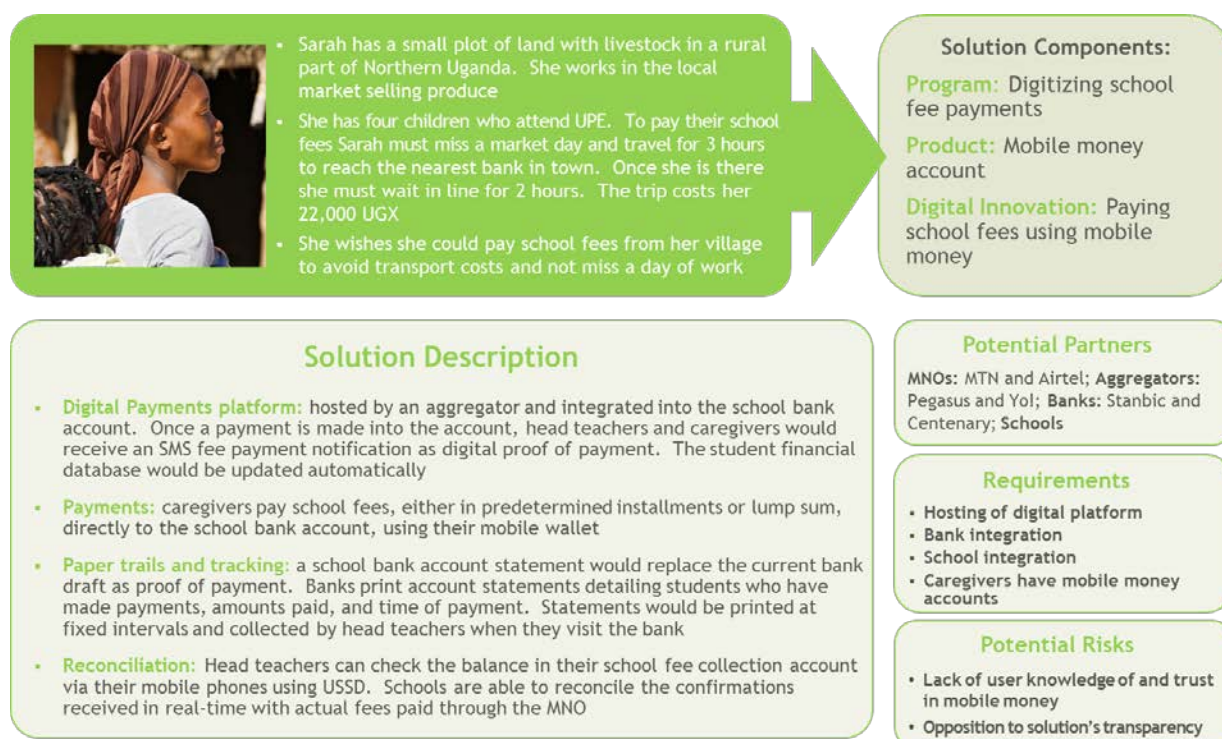 ▪ Sarah has a small plot of land with livestock in a rural
part of Northern Uganda. She works in the local
market selling produce
▪ She has four children who attend UPE. To pay their school
fees Sarah must miss a market day and travel for 3 hours
to reach the nearest bank in town. Once she is there
she must wait in line for 2 hours. The trip costs her
22,000 UGX
▪ She wishes she could pay school fees from her village
to avoid transport costs and not miss a day of work
Solution Components:
Program: Digitizing school
fee payments
Product: Mobile money
account
Digital Innovation: Paying
school fees using mobile
money
Solution Description
▪ Digital Payments platform: hosted by an aggregator and integrated into the school bank
account. Once a payment is made into the account, head teachers and caregivers would
receive an SMS fee payment notification as digital proof of payment. The student financial
database would be updated automatically
▪ Payments: caregivers pay school fees, either in predetermined installments or lump sum,
directly to the school bank account, using their mobile wallet
▪ Paper trails and tracking: a school bank account statement would replace the current bank
draft as proof of payment. Banks print account statements detailing students who have
made payments, amounts paid, and time of payment. Statements would be printed at
fixed intervals and collected by head teachers when they visit the bank
▪ Reconciliation: Head teachers can check the balance in their school fee collection account
via their mobile phones using USSD. Schools are able to reconcile the confirmations
received in real-time with actual fees paid through the MNO
Potential Partners
MNOs: MTN and Airtel; Aggregators:
Pegasus and Yo!; Banks: Stanbic and
Centenary; Schools
Requirements
• Hosting of digital platform
• Bank integration
• School integration
• Caregivers have mobile money
accounts
Potential Risks
• Lack of user knowledge of and trust
in mobile money
• Opposition to solution's transparency